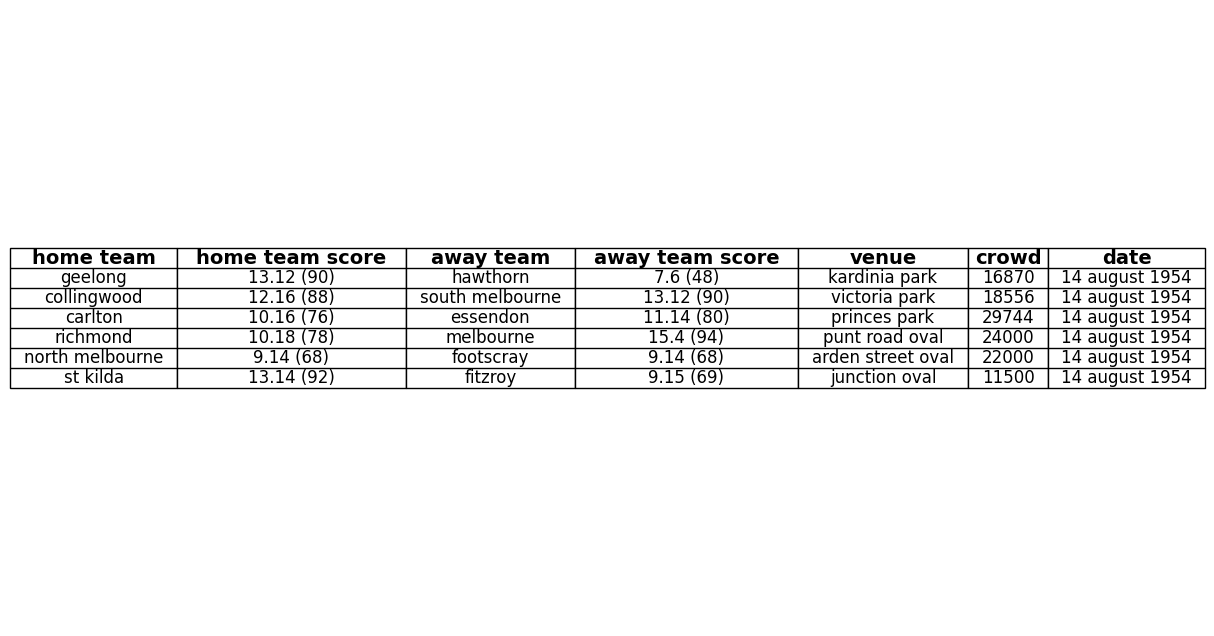 home team home team score away team away team score venue crowd date
geelong 13.12 (90) hawthorn 7.6 (48) kardinia park 16870 14 august 1954
collingwood 12.16 (88) south melbourne 13.12 (90) victoria park 18556 14 august 1954
carlton 10.16 (76) essendon 11.14 (80) princes park 29744 14 august 1954
richmond 10.18 (78) melbourne 15.4 (94) punt road oval 24000 14 august 1954
north melbourne 9.14 (68) footscray 9.14 (68) arden street oval 22000 14 august 1954
st kilda 13.14 (92) fitzroy 9.15 (69) junction oval 11500 14 august 1954